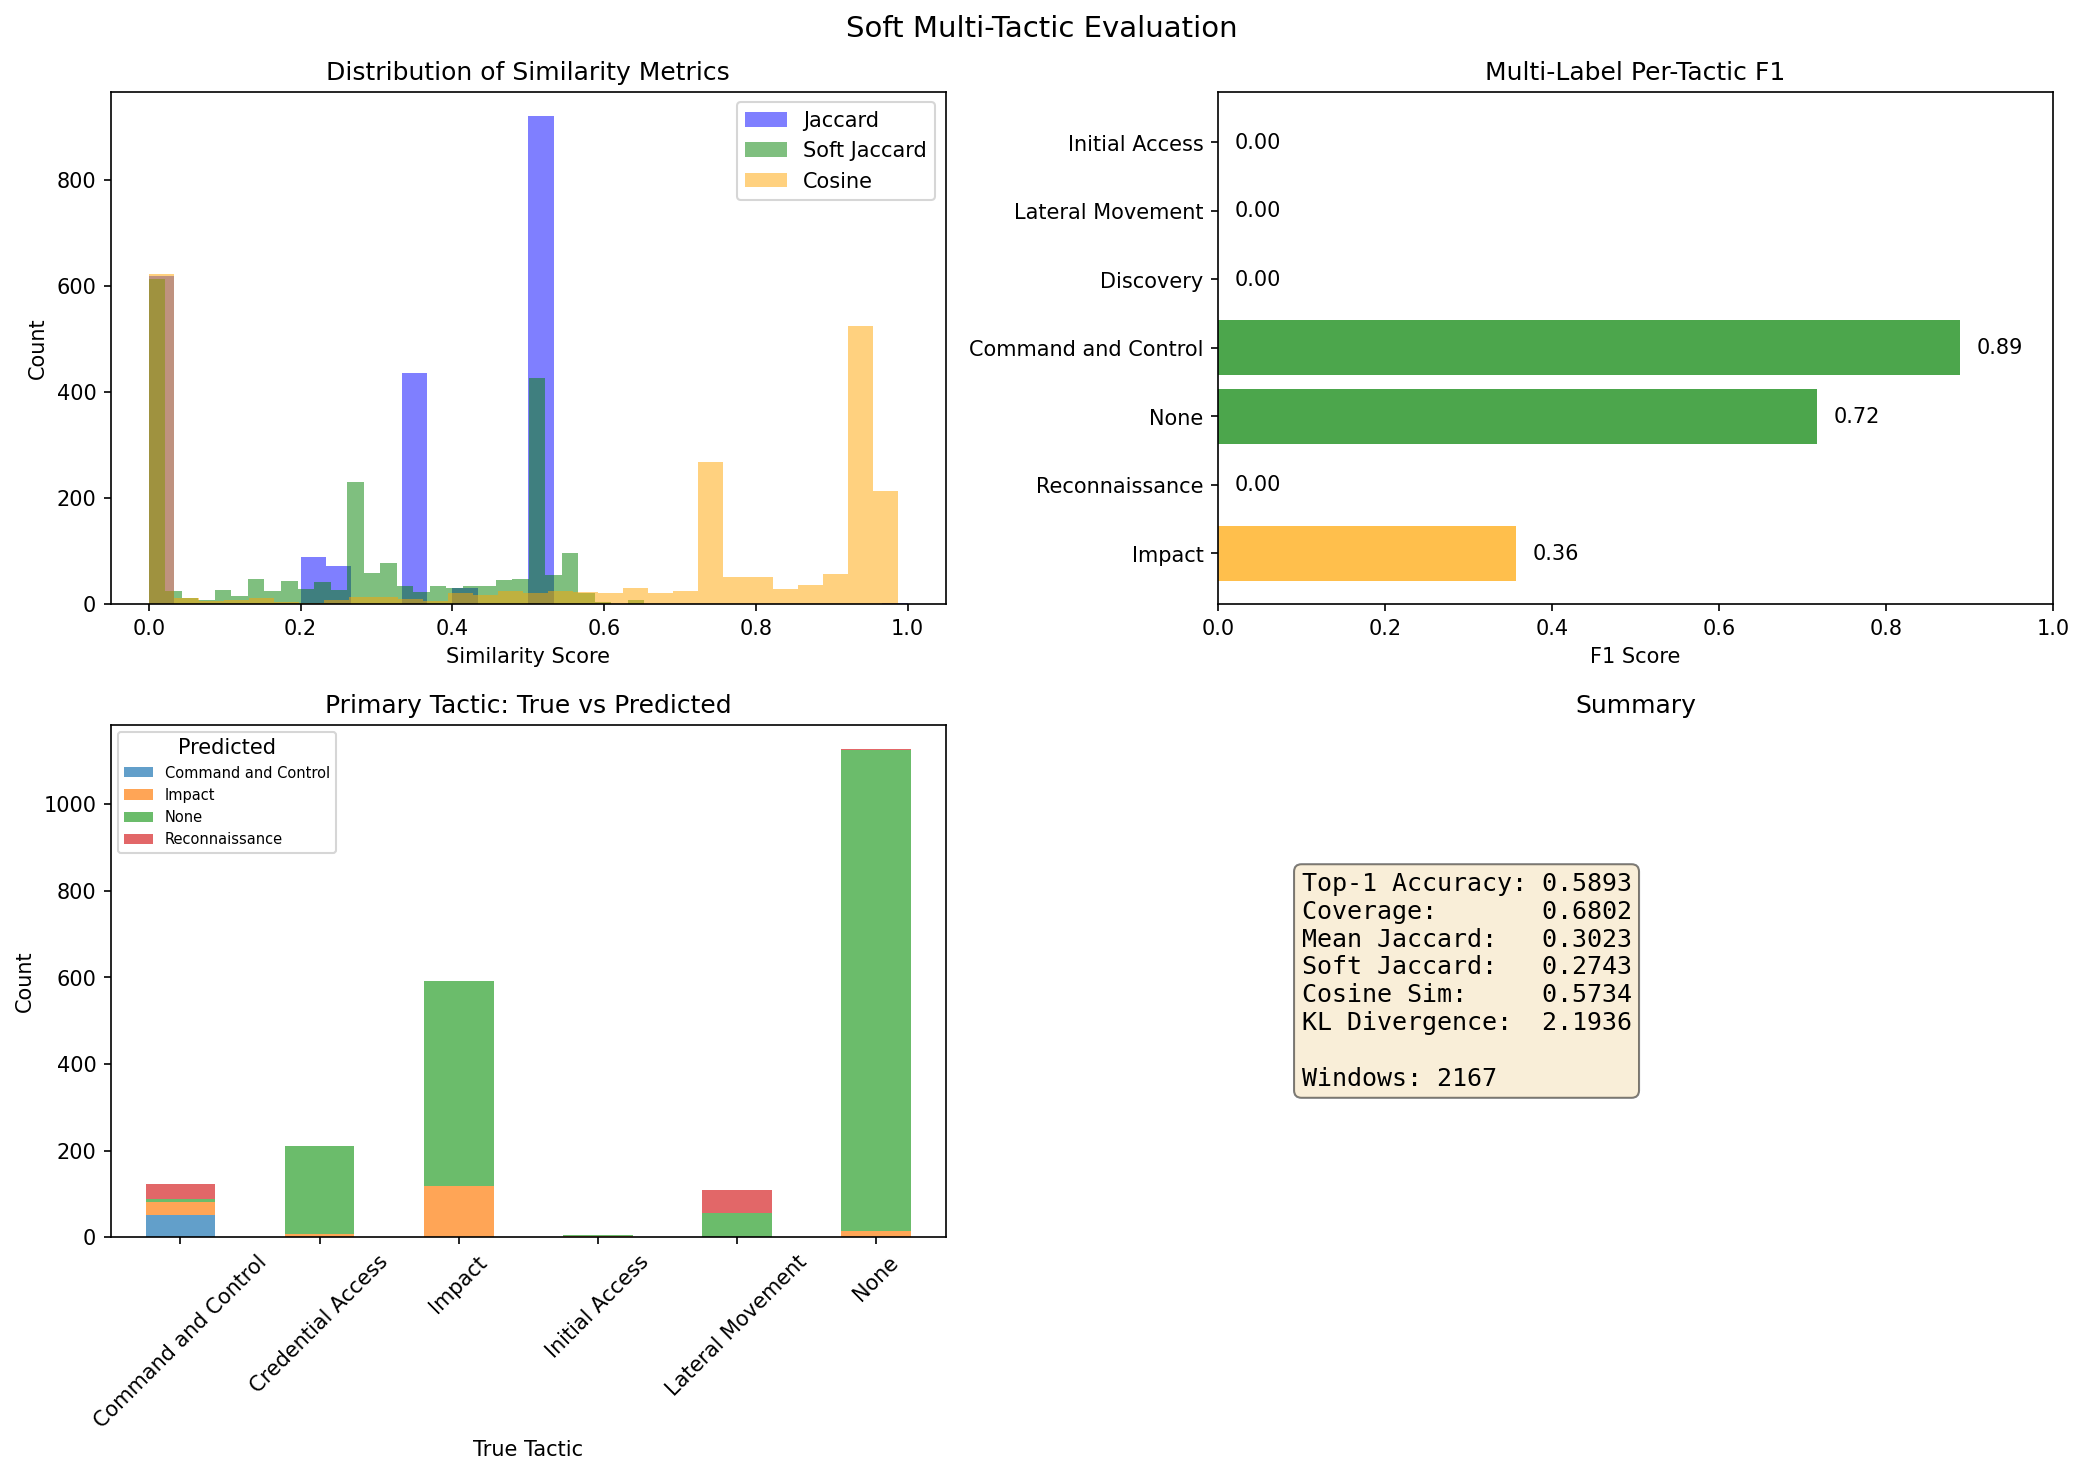 Soft Multi-Tactic Evaluation
Distribution of Similarity Metrics
Jaccard
Soft Jaccard
Cosine
Count
800
600
400
200
0
0.0 0.2 0.4 0.6 0.8 1.0
Similarity Score
Multi-Label Per-Tactic F1
Initial Access 0.00
Lateral Movement 0.00
Discovery 0.00
Command and Control 0.89
None 0.72
Reconnaissance 0.00
Impact 0.36
0.0 0.2 0.4 0.6 0.8 1.0
F1 Score
Primary Tactic: True vs Predicted
Predicted
Command and Control
Impact
None
Reconnaissance
Count
1000
800
600
400
200
0
Command and Control
Credential Access
Impact
Initial Access
Lateral Movement
None
True Tactic
Summary
Top-1 Accuracy: 0.5893
Coverage: 0.6802
Mean Jaccard: 0.3023
Soft Jaccard: 0.2743
Cosine Sim: 0.5734
KL Divergence: 2.1936
Windows: 2167